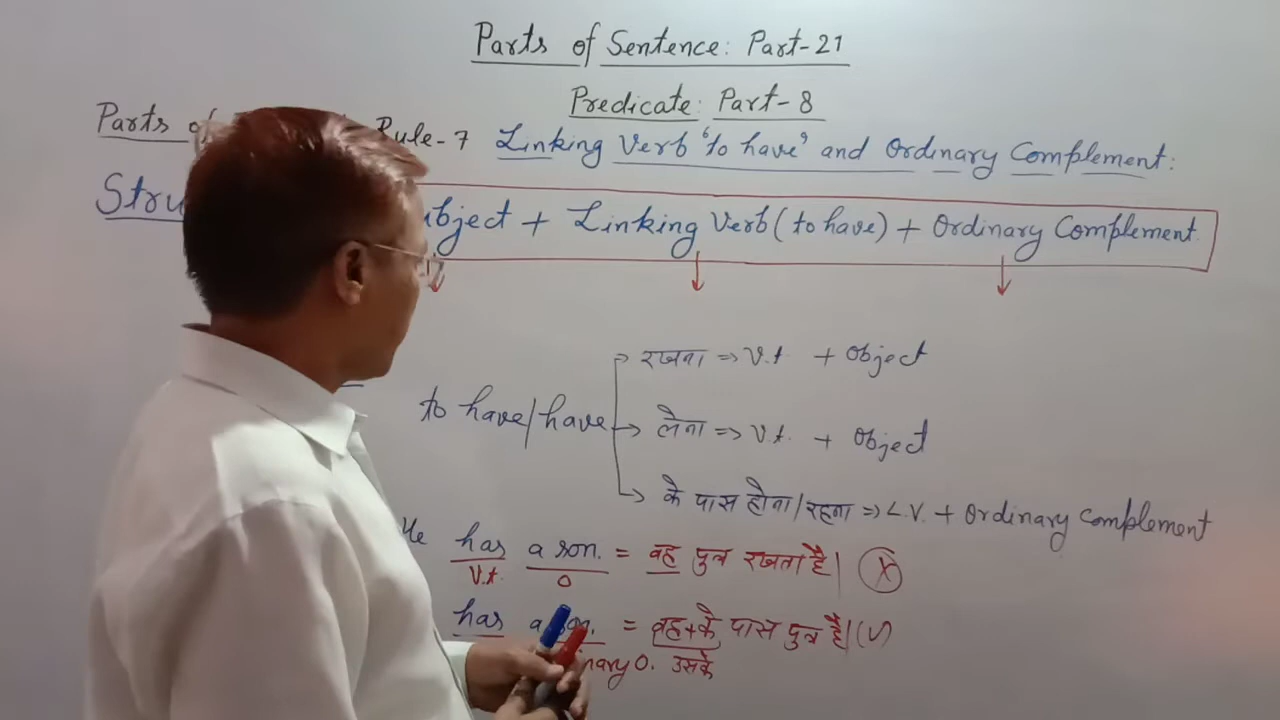 Parts of Sentence: Part-21
Predicate: Part-8
Parts Rule-7 Linking Verb 'to have' and Ordinary Complement:
Stru bject + Linking Verb (to have) + Ordinary Complement
रखना => V.t. + Object
to have/have लेना => V.t. + Object
के पास होना/रहना => L.V. + Ordinary Complement
He has a son. = वह पुत्र रखता है। (X)
V.t. O
has a son. = वह+के पास पुत्र है। (✓)
nary O. उसके